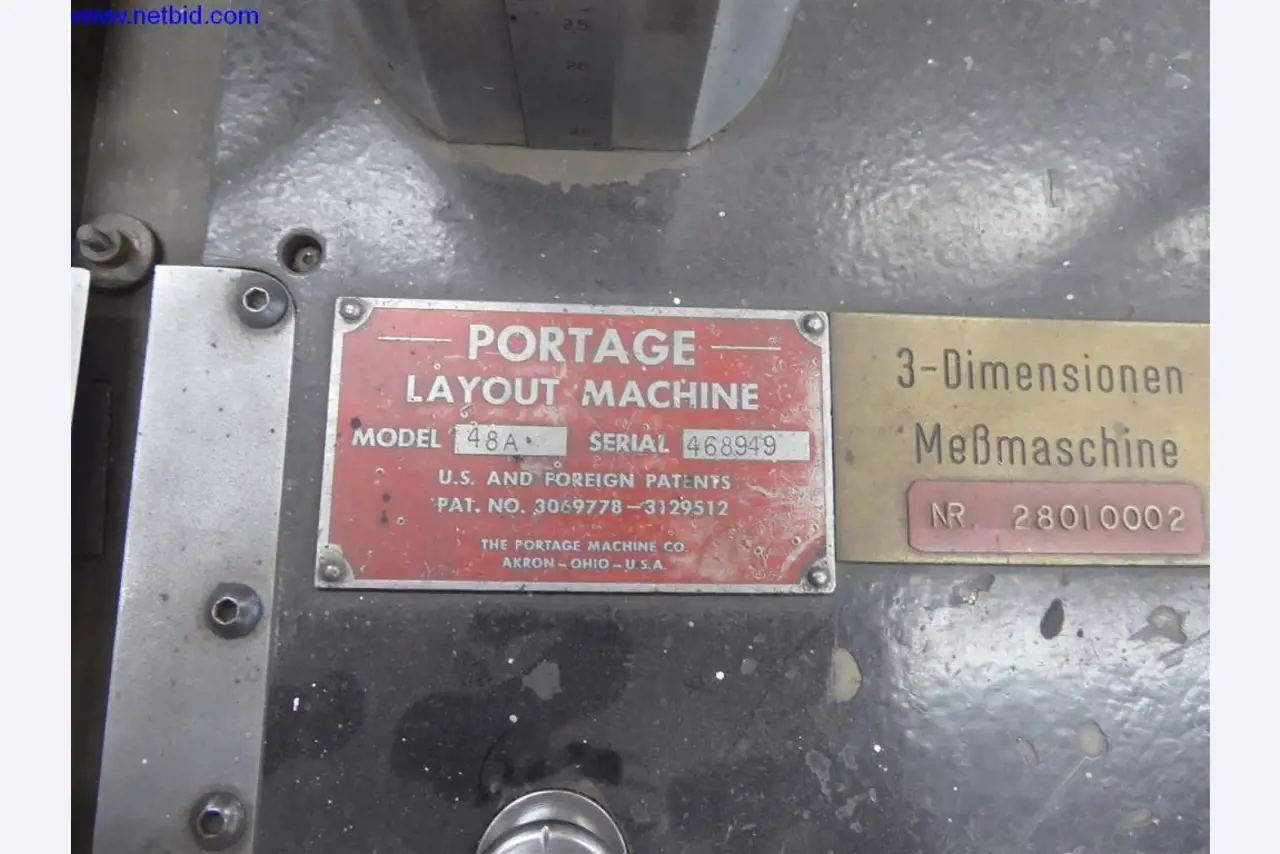 www.netbid.com
25
PORTAGE
LAYOUT MACHINE
MODEL 48A SERIAL 468949
U.S. AND FOREIGN PATENTS
PAT. NO. 3069778-3129512
THE PORTAGE MACHINE CO.
AKRON-OHIO-U.S.A.
3-Dimensionen
Meßmaschine
NR. 28010002